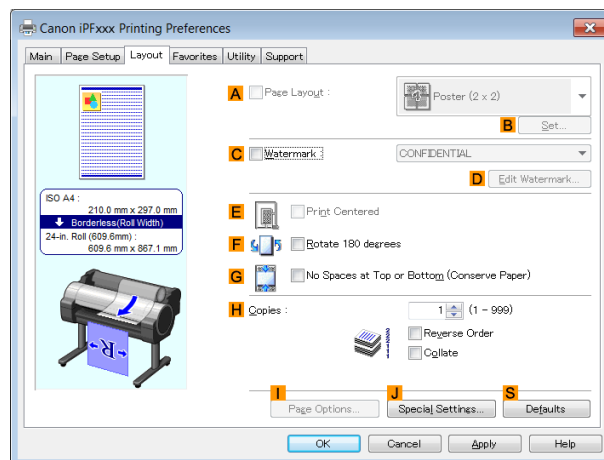 Canon iPFxxx Printing Preferences
Main Page Setup Layout Favorites Utility Support
A Page Layout : Poster (2 x 2)
B Set...
C Watermark : CONFIDENTIAL
D Edit Watermark...
ISO A4 :
210.0 mm x 297.0 mm
Borderless(Roll Width)
24-in. Roll (609.6mm) :
609.6 mm x 867.1 mm
E Print Centered
F Rotate 180 degrees
G No Spaces at Top or Bottom (Conserve Paper)
H Copies : 1 (1 - 999)
Reverse Order
Collate
R
I J S
Page Options... Special Settings... Defaults
OK Cancel Apply Help